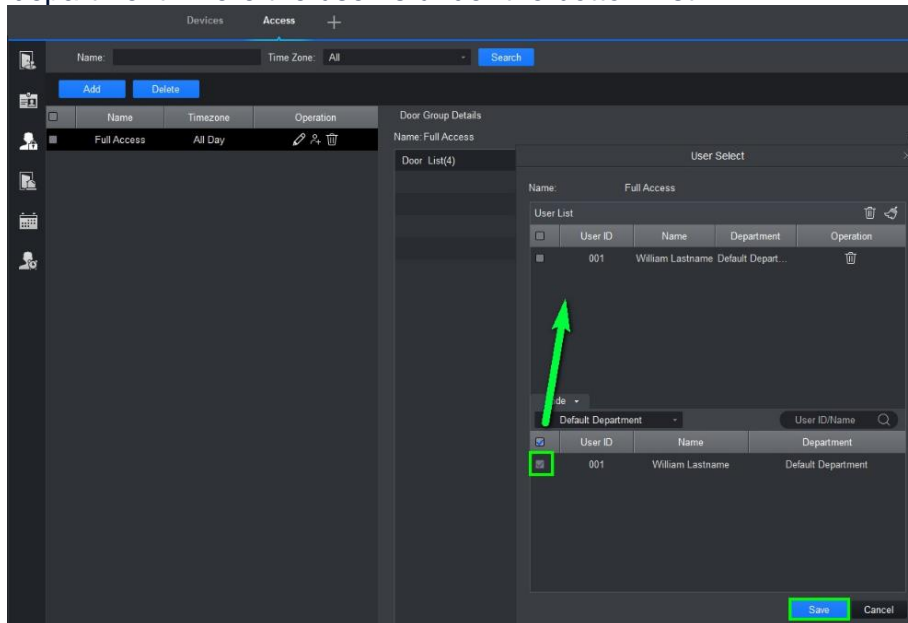 Devices Access +
Name: Time Zone: All Search
Add Delete
Name Timezone Operation
Full Access All Day
Door Group Details
Name: Full Access
Door List(4)
User Select
Name: Full Access
User List
User ID Name Department Operation
001 William Lastname Default Depart...
Default Department User ID/Name
User ID Name Department
001 William Lastname Default Department
Save Cancel